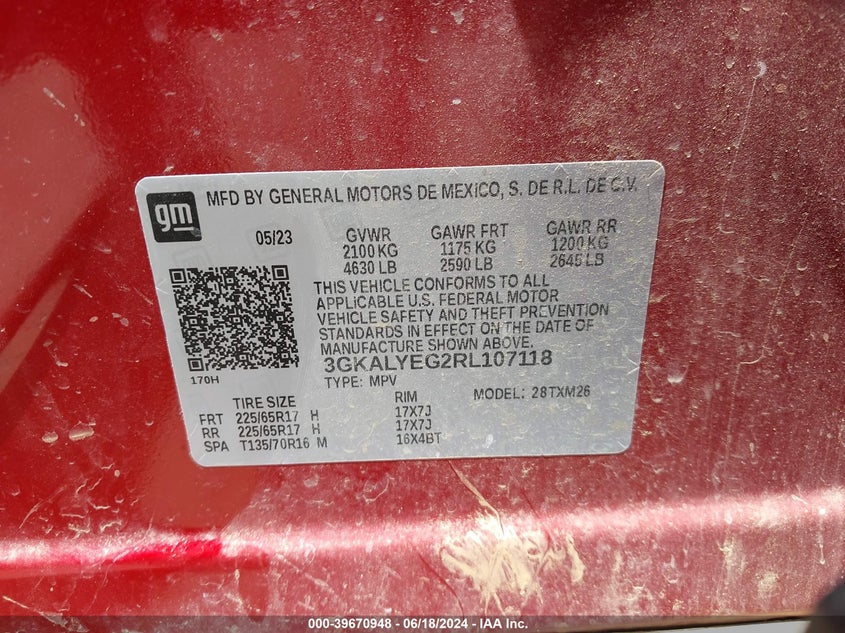 gm
MFD BY GENERAL MOTORS DE MEXICO, S. DE R.L. DE C.V.
05/23 GVWR GAWR FRT GAWR RR
2100 KG 1175 KG 1200 KG
4630 LB 2590 LB 2645 LB
THIS VEHICLE CONFORMS TO ALL
APPLICABLE U.S. FEDERAL MOTOR
VEHICLE SAFETY AND THEFT PREVENTION
STANDARDS IN EFFECT ON THE DATE OF
MANUFACTURE SHOWN ABOVE.
3GKALYEG2RL107118
170H
TYPE: MPV MODEL: 28TXM26
TIRE SIZE RIM
FRT 225/65R17 H 17X7J
RR 225/65R17 H 17X7J
SPA T135/70R16 M 16X4BT
000-39670948 - 06/18/2024 - IAA Inc.